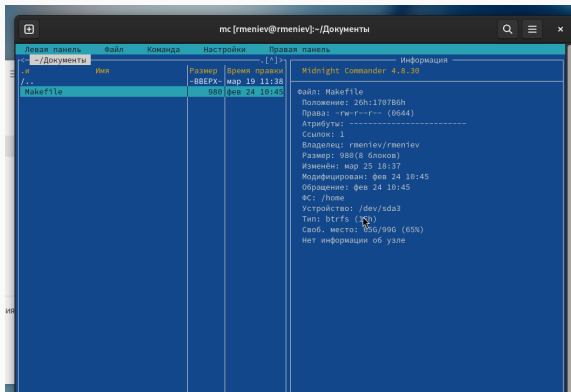 mc [rmeniev@rmeniev]:~/Документы
Левая панель Файл Команда Настройки Правая панель
<─ ~/Документы ─.[^]>
Информация
.и Имя Размер Время правки
Midnight Commander 4.8.30
/.. -ВВЕРХ- мар 19 11:38
Makefile 980 фев 24 10:45
Файл: Makefile
Положение: 26h:1707B6h
Права: -rw-r--r-- (0644)
Атрибуты: ----------------------
Ссылок: 1
Владелец: rmeniev/rmeniev
Размер: 980(8 блоков)
Изменён: мар 25 18:37
Модифицирован: фев 24 10:45
Обращение: фев 24 10:45
ФС: /home
Устройство: /dev/sda3
Тип: btrfs
Своб. место: 65G/99G (65%)
Нет информации об узле
ия